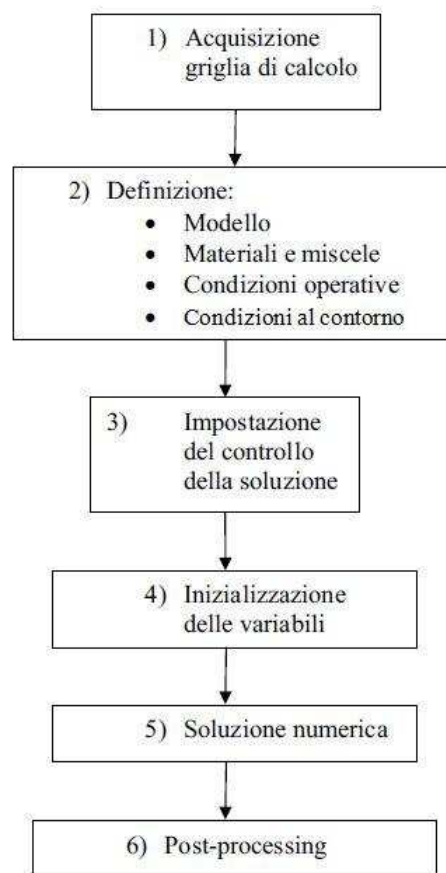 1) Acquisizione
griglia di calcolo
2) Definizione:
• Modello
• Materiali e miscele
• Condizioni operative
• Condizioni al contorno
3) Impostazione
del controllo
della soluzione
4) Inizializzazione
delle variabili
5) Soluzione numerica
6) Post-processing